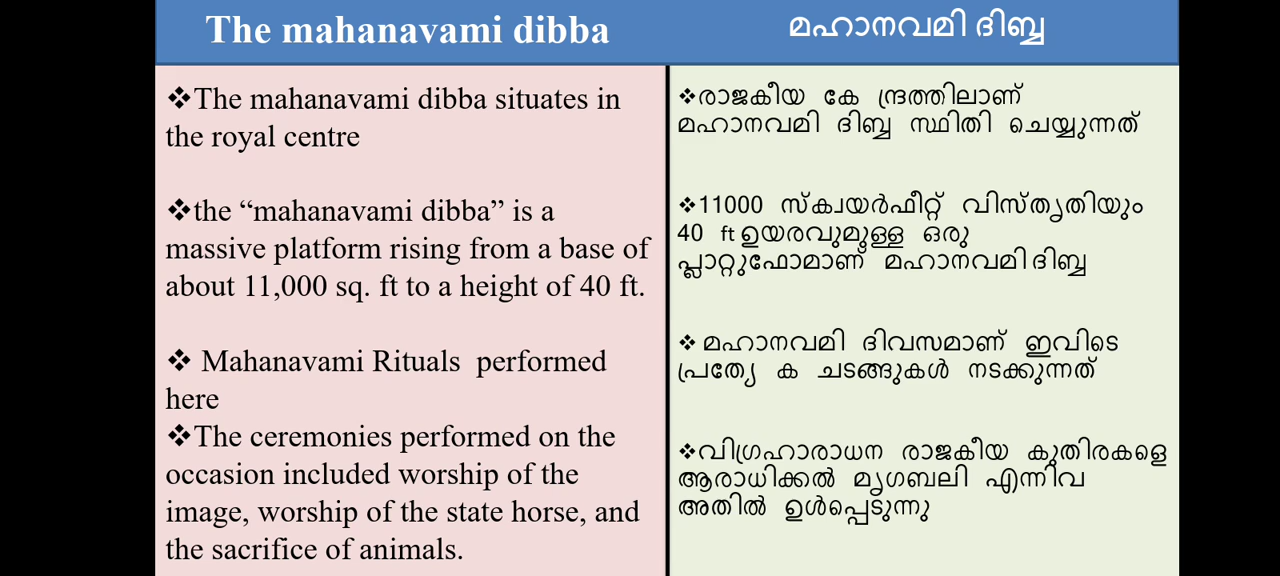 The mahanavami dibba
മഹാനവമി ദിബ്ബ
❖The mahanavami dibba situates in
the royal centre
❖the “mahanavami dibba” is a
massive platform rising from a base of
about 11,000 sq. ft to a height of 40 ft.
❖ Mahanavami Rituals performed
here
❖The ceremonies performed on the
occasion included worship of the
image, worship of the state horse, and
the sacrifice of animals.
❖രാജകീയ കേ ന്ദ്രത്തിലാണ്
മഹാനവമി ദിബ്ബ സ്ഥിതി ചെയ്യുന്നത്
❖11000 സ്ക്വയർഫീറ്റ് വിസ്തൃതിയും
40 ft ഉയരവുമുള്ള ഒരു
പ്ലാറ്റുഫോമാണ് മഹാനവമി ദിബ്ബ
❖ മഹാനവമി ദിവസമാണ് ഇവിടെ
പ്രത്യേ ക ചടങ്ങുകൾ നടക്കുന്നത്
❖വിഗ്രഹാരാധന രാജകീയ കുതിരകളെ
ആരാധിക്കൽ മൃഗബലി എന്നിവ
അതിൽ ഉൾപ്പെടുന്നു